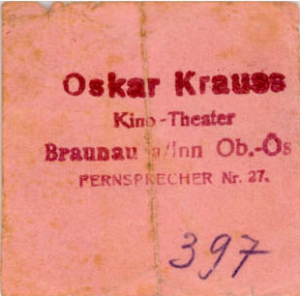 Oskar Krauss
Kino-Theater
Braunau a/Inn Ob.-Ös
FERNSPRECHER Nr. 27.
397